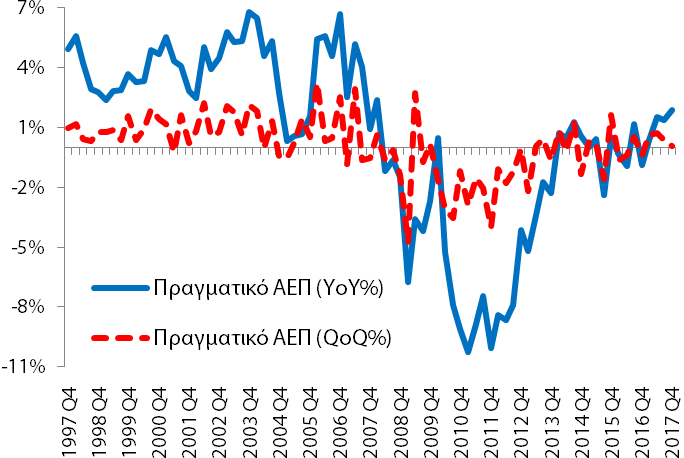 7%
4%
1%
-2%
-5%
-8%
-11%
Πραγματικό ΑΕΠ (YoY%)
Πραγματικό ΑΕΠ (QoQ%)
1997 Q4
1998 Q4
1999 Q4
2000 Q4
2001 Q4
2002 Q4
2003 Q4
2004 Q4
2005 Q4
2006 Q4
2007 Q4
2008 Q4
2009 Q4
2010 Q4
2011 Q4
2012 Q4
2013 Q4
2014 Q4
2015 Q4
2016 Q4
2017 Q4